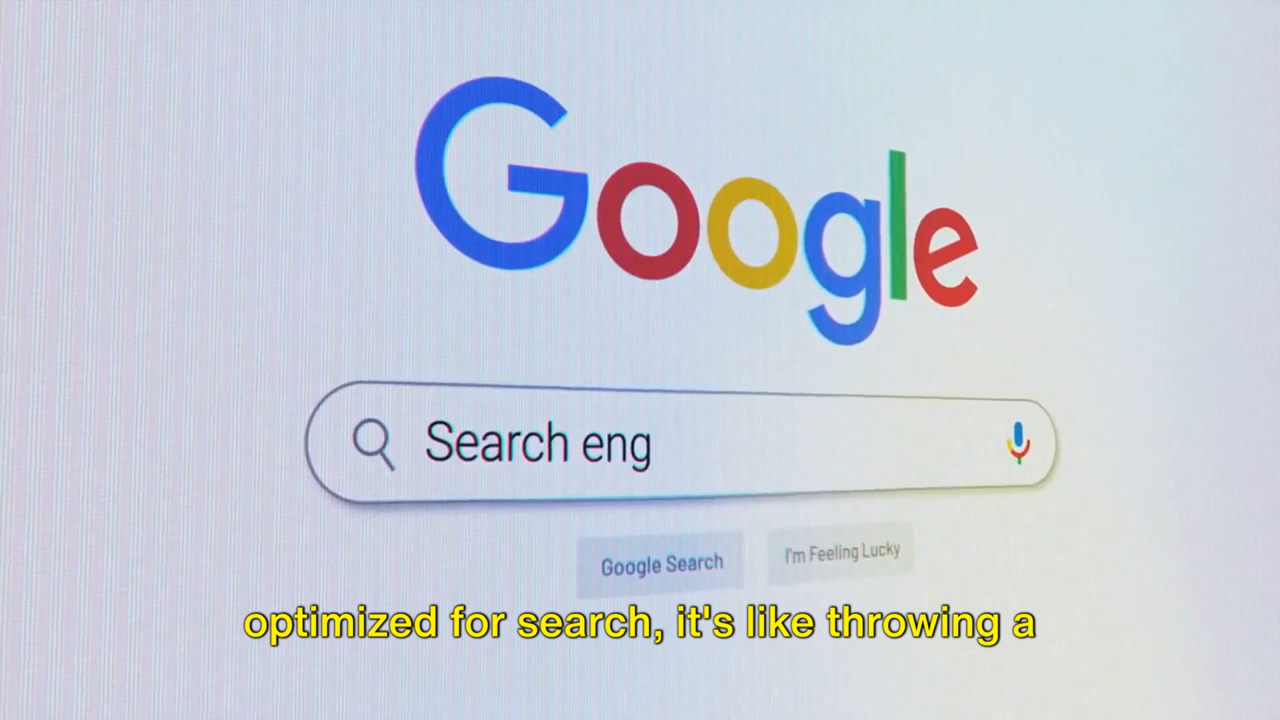 Google
Search eng
Google Search
I'm Feeling Lucky
optimized for search, it's like throwing a